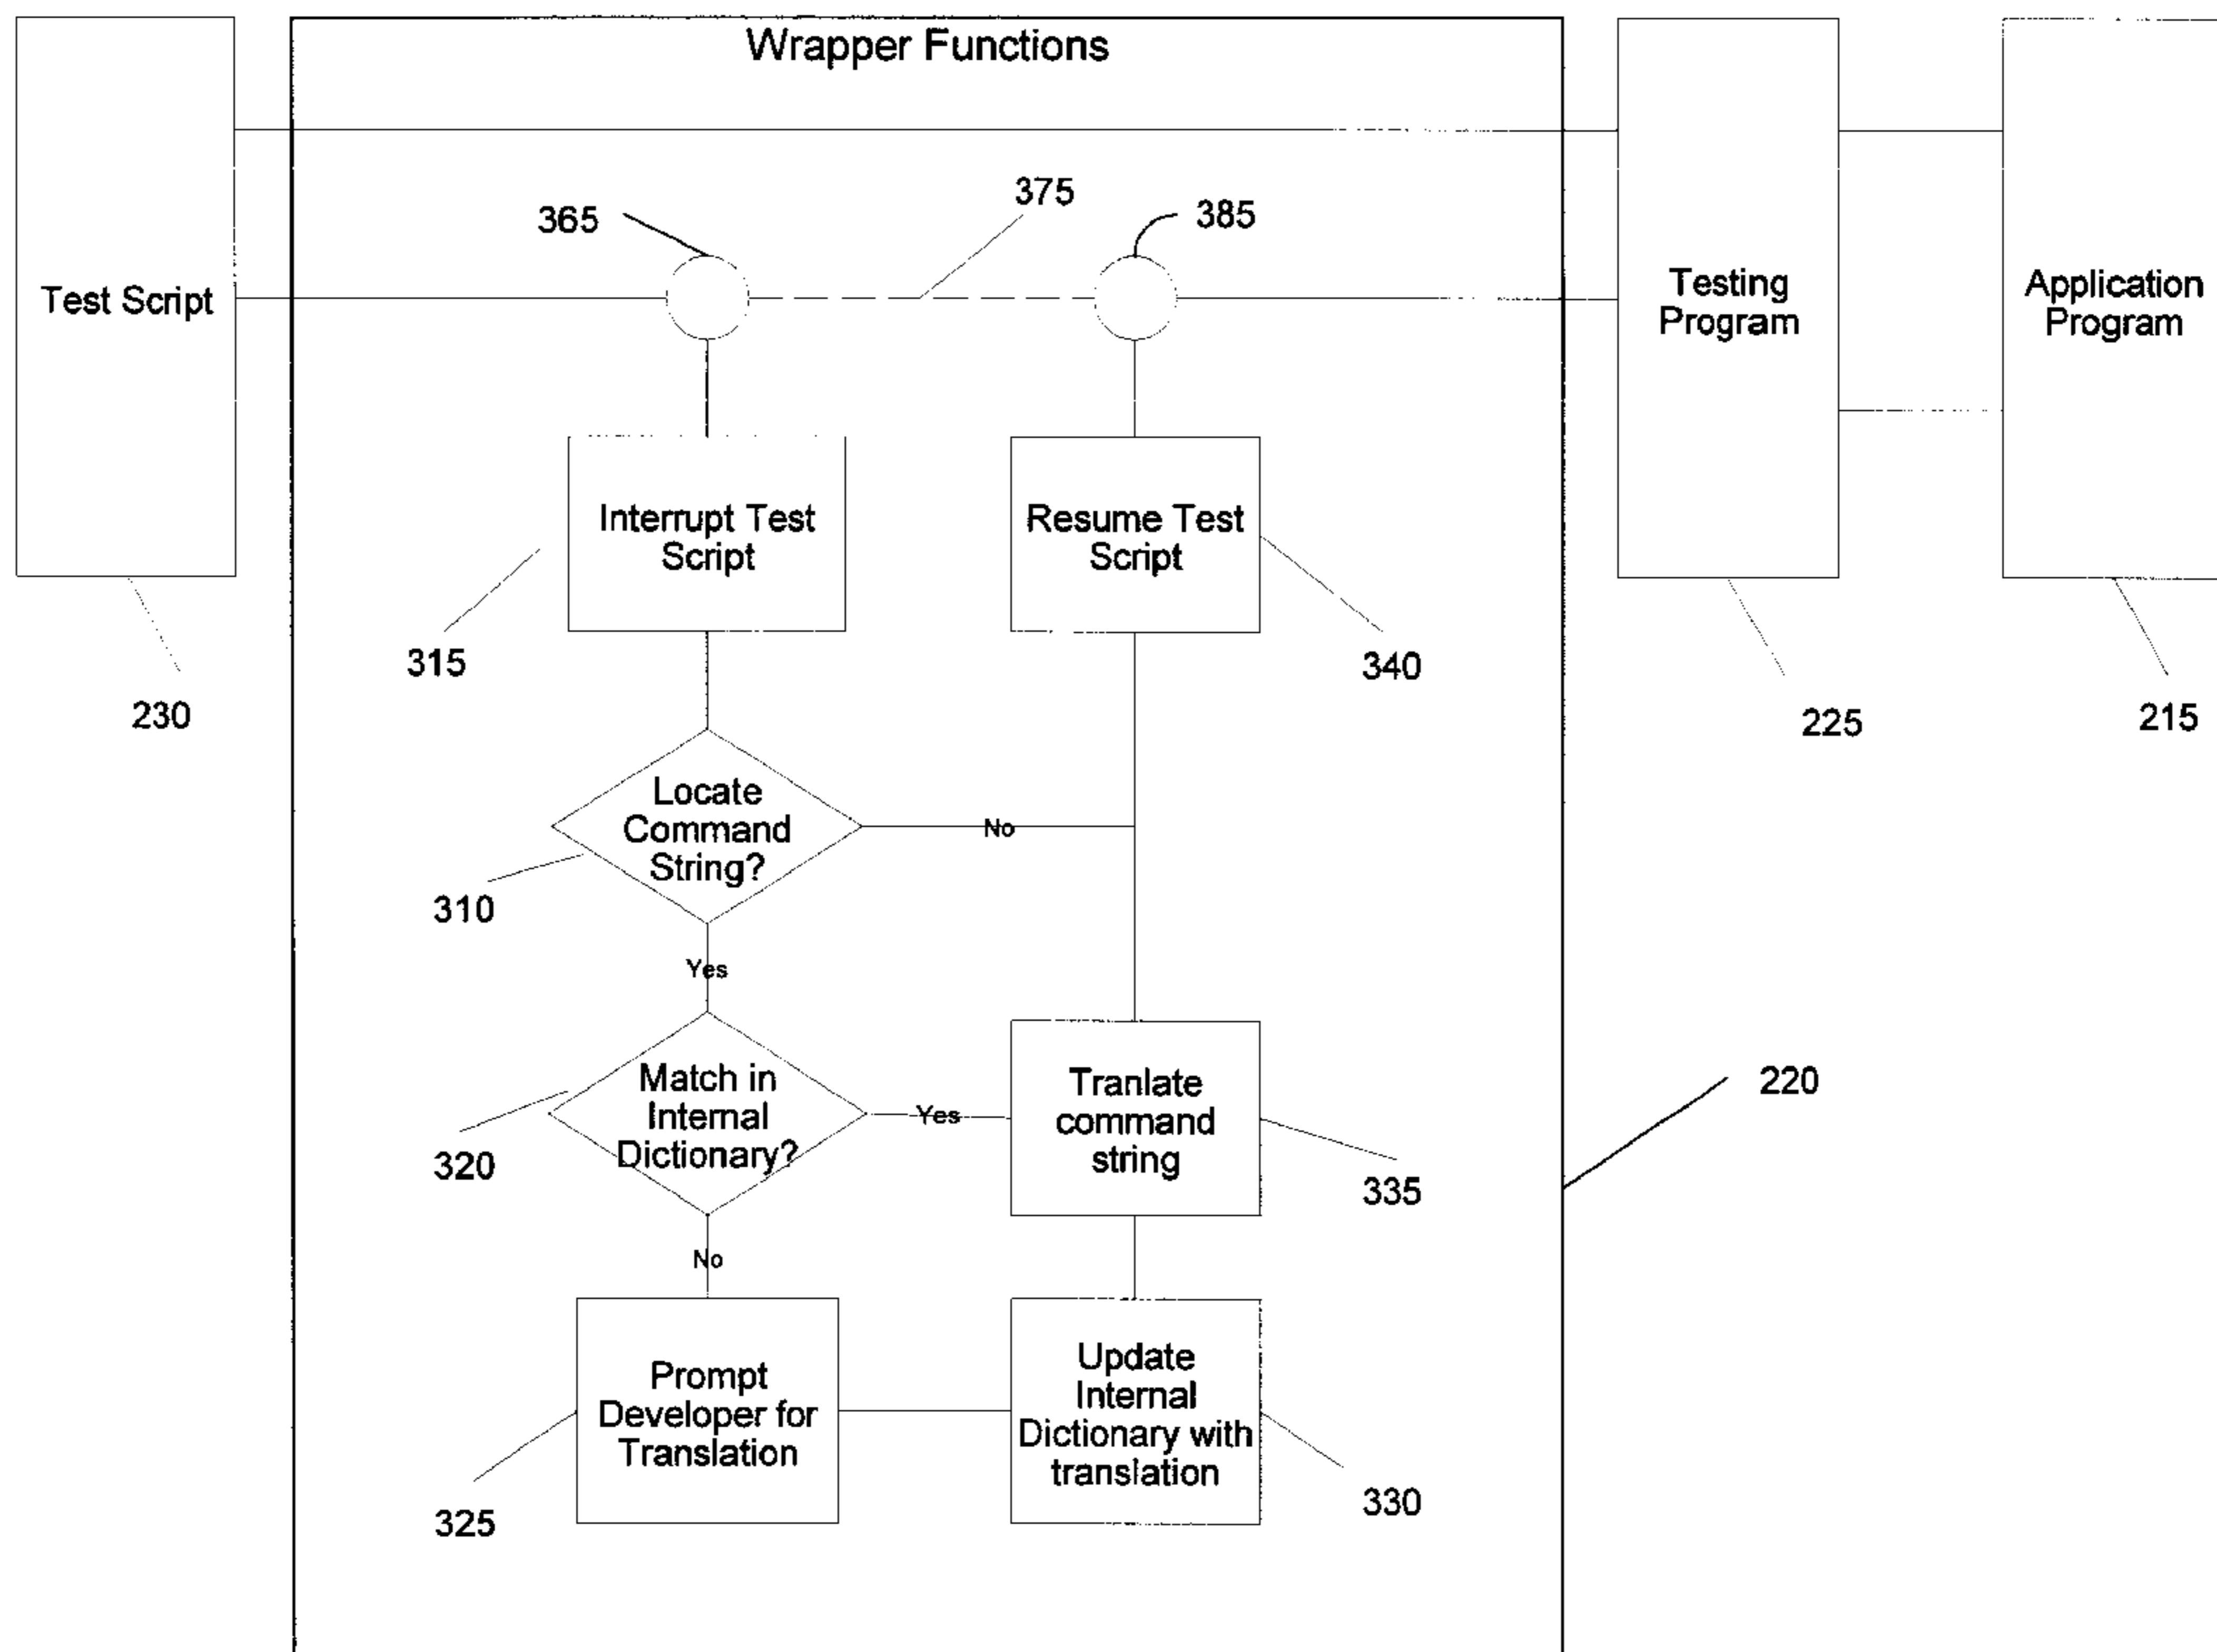 Wrapper Functions
375
365
385
Test Script
Testing
Program
Application
Program
Interrupt Test
Script
Resume Test
Script
315
340
230
225
215
Locate
Command
String?
No
310
Yes
Match in
Internal
Dictionary?
Yes
Tranlate
command
string
220
320
335
No
Prompt
Developer for
Translation
Update
Internal
Dictionary with
translation
325
330